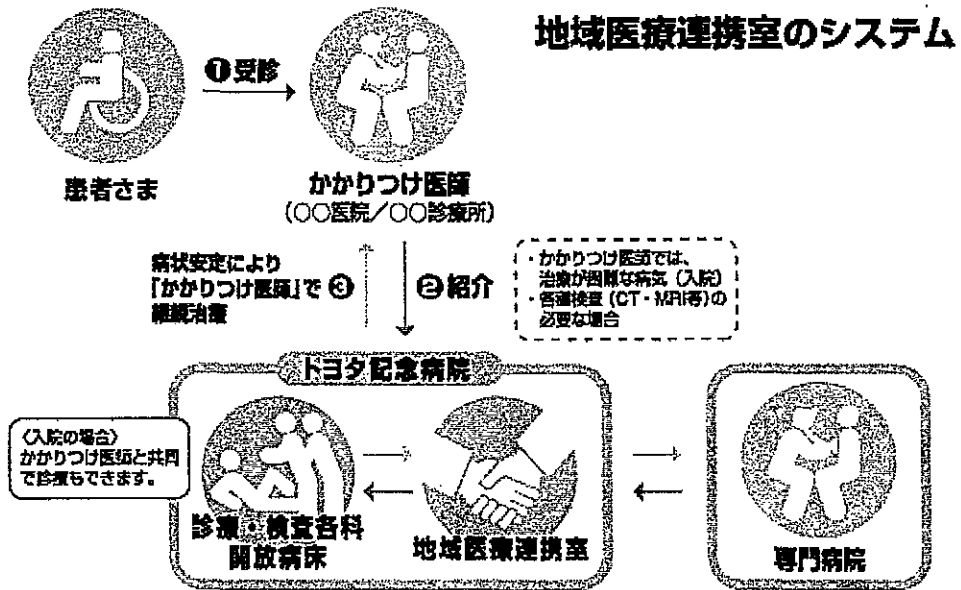 地域医療連携室のシステム
❶受診
患者さま
かかりつけ医師
(○○医院／○○診療所)
病状安定により
「かかりつけ医師」で ❸
継続治療
❷紹介
・かかりつけ医師では、
治療が困難な病気（入院）
・各種検査（CT・MRI等）の
必要な場合
トヨタ記念病院
〈入院の場合〉
かかりつけ医師と共同
で診療もできます。
診療・検査各科
開放病床
地域医療連携室
専門病院